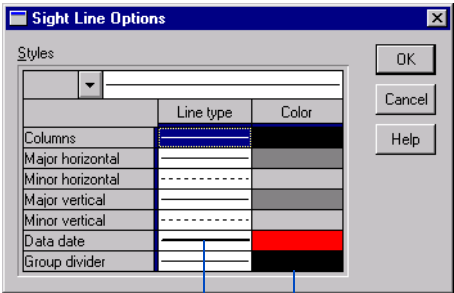 Sight Line Options
Styles
OK
Line type Color
Cancel
Columns
Help
Major horizontal
Minor horizontal
Major vertical
Minor vertical
Data date
Group divider